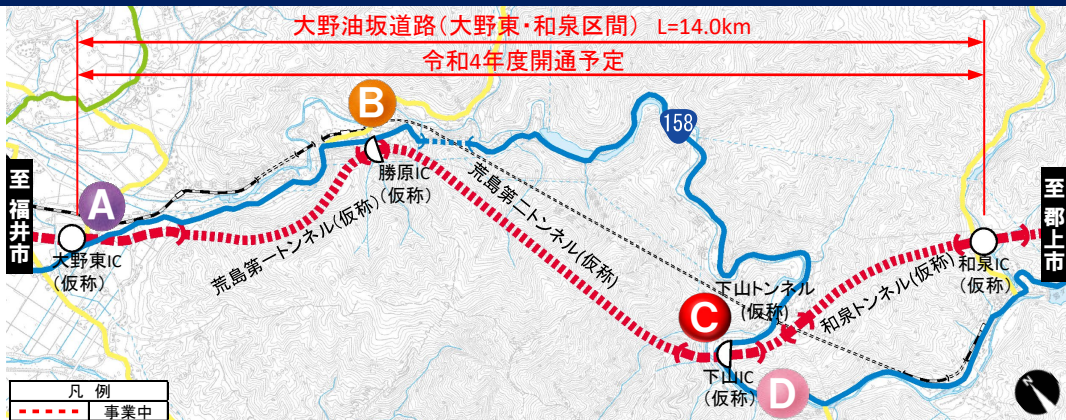 大野油坂道路(大野東・和泉区間) L=14.0km
令和4年度開通予定
B
158
至 福井市
A
勝原IC
(仮称)
荒島第二トンネル(仮称)
至 郡上市
大野東IC
(仮称)
荒島第一トンネル(仮称)
和泉IC
(仮称)
下山トンネル
(仮称)
和泉トンネル(仮称)
C
下山IC
(仮称)
D
凡 例
事業中
N